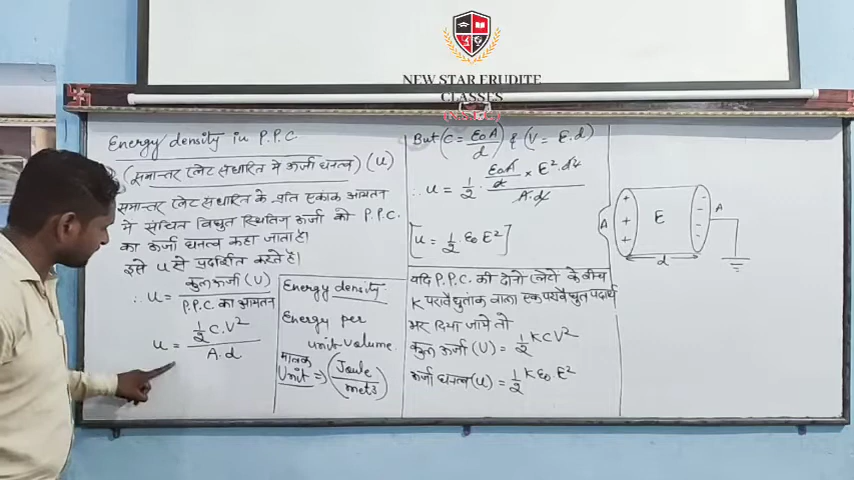 NEW STAR ERUDITE
CLASSES
Energy density in P.P.C
(समान्तर प्लेट संधारित्र में ऊर्जा घनत्व) (u)
समान्तर प्लेट संधारित्र के प्रति एकांक आयतन
में संचित विद्युत स्थितिज ऊर्जा को P.P.C.
का ऊर्जा घनत्व कहा जाता है।
इसे u से प्रदर्शित करते हैं।
∴ u = कुल ऊर्जा (U) / P.P.C का आयतन
u = ½ C.V² / A.d
Energy density
Energy per
unit volume.
मात्रक
Unit ⇒ (Joule / met3)
But (C = ε₀A / d) & (V = E.d)
∴ u = ½ · ε₀A / d × E².d² / A.d
[u = ½ ε₀ E²]
यदि P.P.C. की दोनों प्लेटों के बीच
K परावैद्युतांक वाला एक परावैद्युत पदार्थ
भर दिया जाये तो
कुल ऊर्जा (U) = ½ KCV²
ऊर्जा घनत्व (u) = ½ K ε₀ E²
A + + + E - - - - A
d